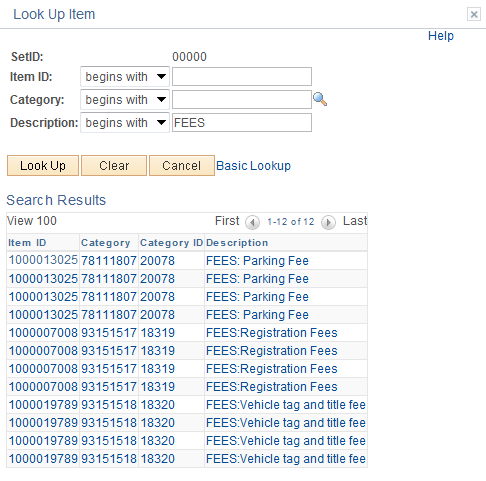 Look Up Item
Help
SetID: 00000
Item ID: begins with
Category: begins with
Description: begins with FEES
Look Up Clear Cancel Basic Lookup
Search Results
View 100 First 1-12 of 12 Last
Item ID Category Category ID Description
1000013025 78111807 20078 FEES: Parking Fee
1000013025 78111807 20078 FEES: Parking Fee
1000013025 78111807 20078 FEES: Parking Fee
1000013025 78111807 20078 FEES: Parking Fee
1000007008 93151517 18319 FEES:Registration Fees
1000007008 93151517 18319 FEES:Registration Fees
1000007008 93151517 18319 FEES:Registration Fees
1000007008 93151517 18319 FEES:Registration Fees
1000019789 93151518 18320 FEES:Vehicle tag and title fee
1000019789 93151518 18320 FEES:Vehicle tag and title fee
1000019789 93151518 18320 FEES:Vehicle tag and title fee
1000019789 93151518 18320 FEES:Vehicle tag and title fee